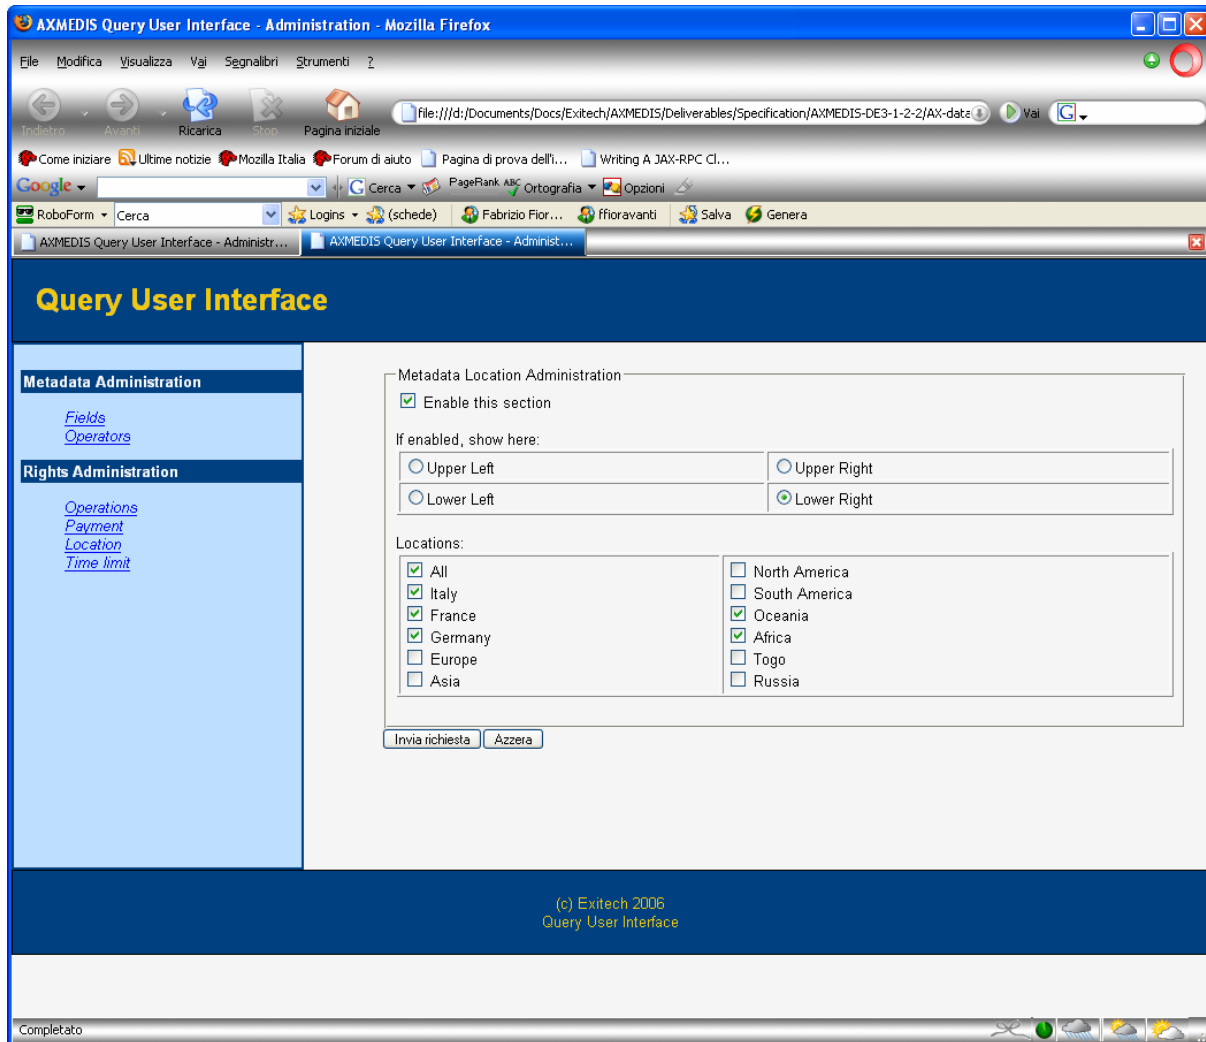 AXMEDIS Query User Interface - Administration - Mozilla Firefox
File Modifica Visualizza Vai Segnalibri Strumenti ?
Indietro Avanti Ricarica Stop Pagina iniziale
file:///d:/Documents/Docs/Exitech/AXMEDIS/Deliverables/Specification/AXMEDIS-DE3-1-2-2/AX-data Vai G
Come iniziare Ultime notizie Mozilla Italia Forum di aiuto Pagina di prova dell'i... Writing A JAX-RPC Cl...
Google G Cerca PageRank ABC Ortografia Opzioni
RoboForm Cerca Logins (schede) Fabrizio Fior... ffioravanti Salva Genera
AXMEDIS Query User Interface - Administr... AXMEDIS Query User Interface - Administ...
Query User Interface
Metadata Administration
Fields
Operators
Rights Administration
Operations
Payment
Location
Time limit
Metadata Location Administration
Enable this section
If enabled, show here:
Upper Left Upper Right
Lower Left Lower Right
Locations:
All North America
Italy South America
France Oceania
Germany Africa
Europe Togo
Asia Russia
Invia richiesta Azzera
(c) Exitech 2006
Query User Interface
Completato